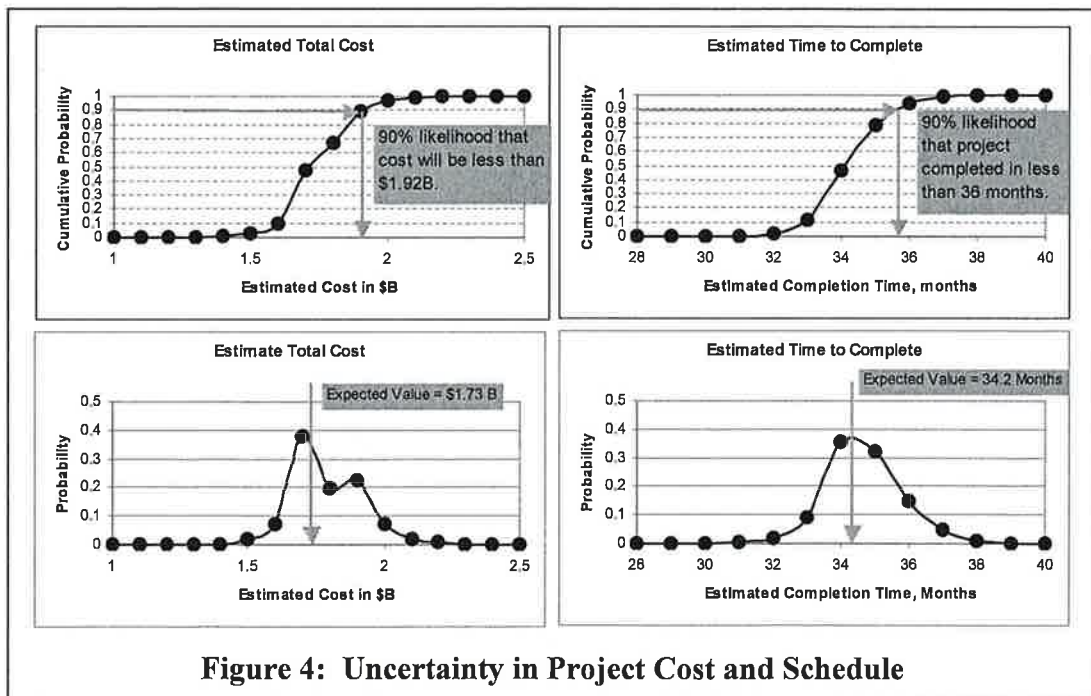 Estimated Total Cost
Cumulative Probability
1
0.9
0.8
0.7
0.6
0.5
0.4
0.3
0.2
0.1
0
90% likelihood that
cost will be less than
$1.92B.
1 1.5 2 2.5
Estimated Cost in $B
Estimated Time to Complete
Cumulative Probability
1
0.9
0.8
0.7
0.6
0.5
0.4
0.3
0.2
0.1
0
90% likelihood
that project
completed in less
than 36 months.
28 30 32 34 36 38 40
Estimated Completion Time, months
Estimate Total Cost
Expected Value = $1.73 B
Probability
0.5
0.4
0.3
0.2
0.1
0
1 1.5 2 2.5
Estimated Cost in $B
Estimated Time to Complete
Expected Value = 34.2 Months
Probability
0.5
0.4
0.3
0.2
0.1
0
28 30 32 34 36 38 40
Estimated Completion Time, Months
Figure 4: Uncertainty in Project Cost and Schedule